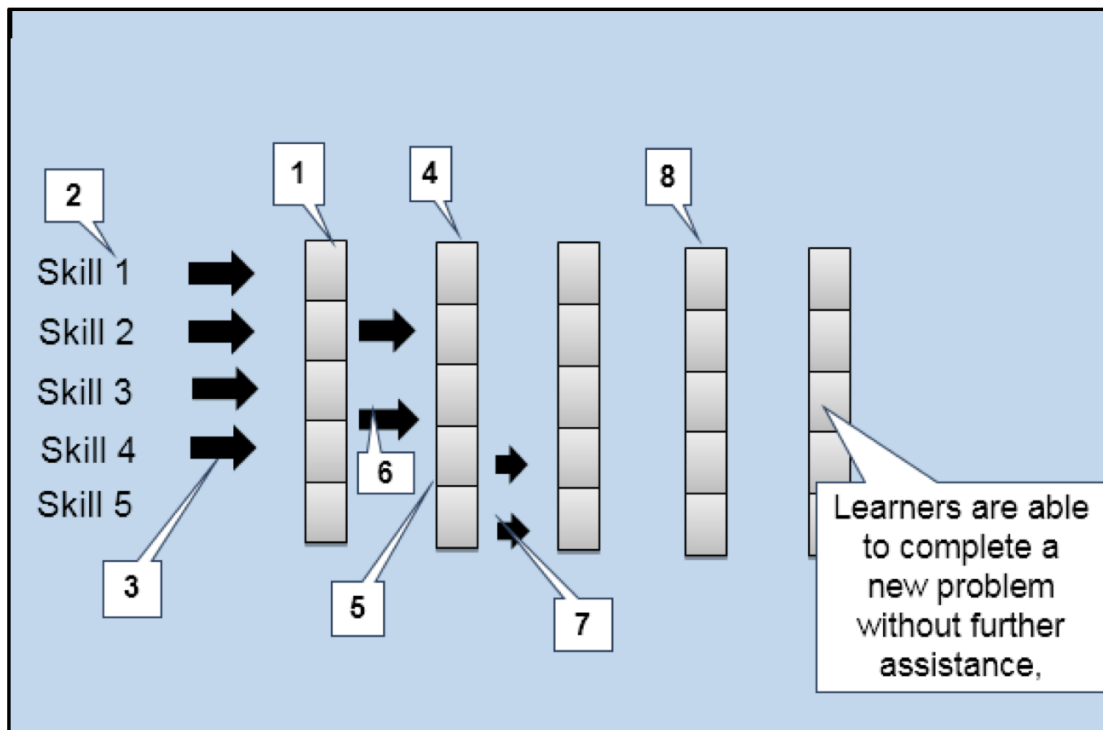 1
4
8
2
Skill 1
Skill 2
Skill 3
Skill 4
6
Skill 5
3
5
7
Learners are able
to complete a
new problem
without further
assistance,